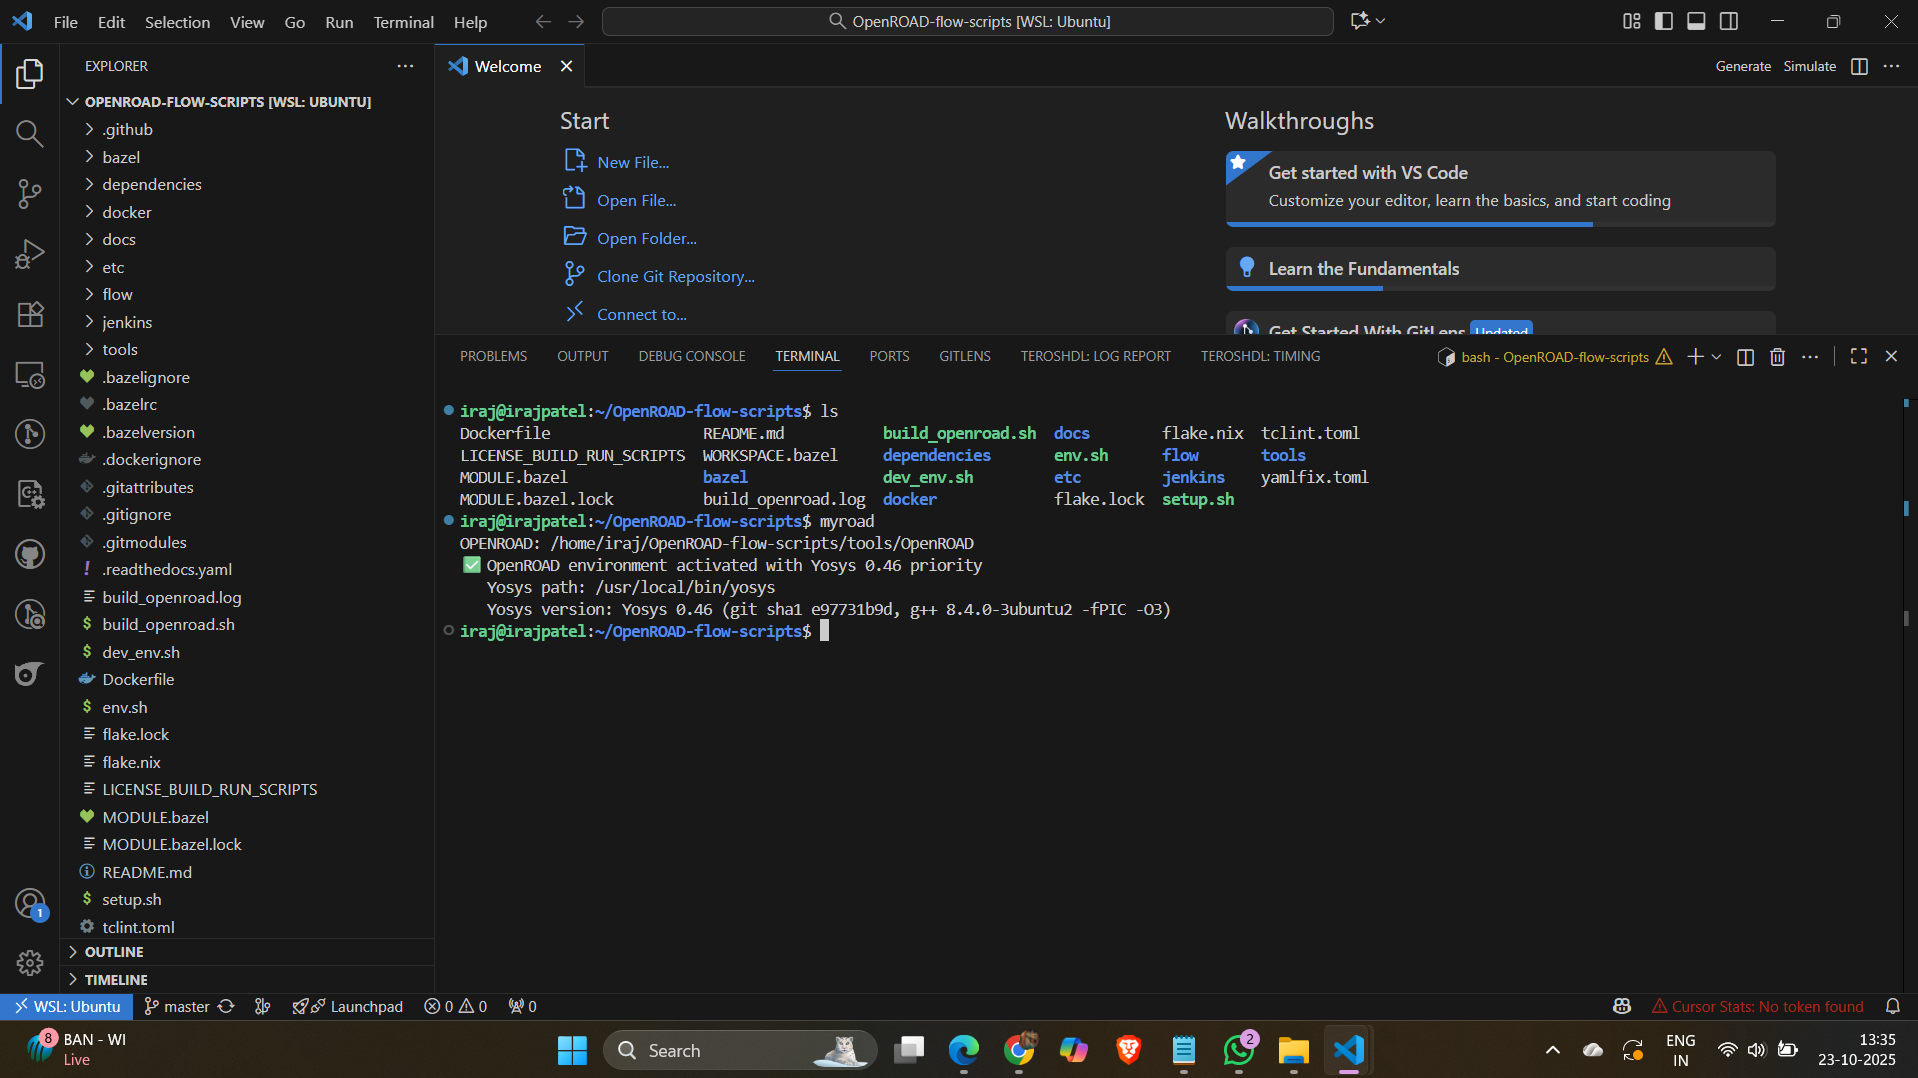 File Edit Selection View Go Run Terminal Help
OpenROAD-flow-scripts [WSL: Ubuntu]
EXPLORER
OPENROAD-FLOW-SCRIPTS [WSL: UBUNTU]
.github
bazel
dependencies
docker
docs
etc
flow
jenkins
tools
.bazelignore
.bazelrc
.bazelversion
.dockerignore
.gitattributes
.gitignore
.gitmodules
.readthedocs.yaml
build_openroad.log
build_openroad.sh
dev_env.sh
Dockerfile
env.sh
flake.lock
flake.nix
LICENSE_BUILD_RUN_SCRIPTS
MODULE.bazel
MODULE.bazel.lock
README.md
setup.sh
tclint.toml
OUTLINE
TIMELINE
1
Welcome
Generate Simulate
Start
New File...
Open File...
Open Folder...
Clone Git Repository...
Connect to...
Walkthroughs
Get started with VS Code
Customize your editor, learn the basics, and start coding
Learn the Fundamentals
Get Started With GitLens Updated
PROBLEMS OUTPUT DEBUG CONSOLE TERMINAL PORTS GITLENS TEROSHDL: LOG REPORT TEROSHDL: TIMING
bash - OpenROAD-flow-scripts
iraj@irajpatel:~/OpenROAD-flow-scripts$ ls
Dockerfile README.md build_openroad.sh docs flake.nix tclint.toml
LICENSE_BUILD_RUN_SCRIPTS WORKSPACE.bazel dependencies env.sh flow tools
MODULE.bazel bazel dev_env.sh etc jenkins yamlfix.toml
MODULE.bazel.lock build_openroad.log docker flake.lock setup.sh
iraj@irajpatel:~/OpenROAD-flow-scripts$ myroad
OPENROAD: /home/iraj/OpenROAD-flow-scripts/tools/OpenROAD
✅ OpenROAD environment activated with Yosys 0.46 priority
Yosys path: /usr/local/bin/yosys
Yosys version: Yosys 0.46 (git sha1 e97731b9d, g++ 8.4.0-3ubuntu2 -fPIC -O3)
iraj@irajpatel:~/OpenROAD-flow-scripts$
WSL: Ubuntu master Launchpad 0 0 0
Cursor Stats: No token found
8
BAN - WI
Live
Search
2
ENG
IN
13:35
23-10-2025